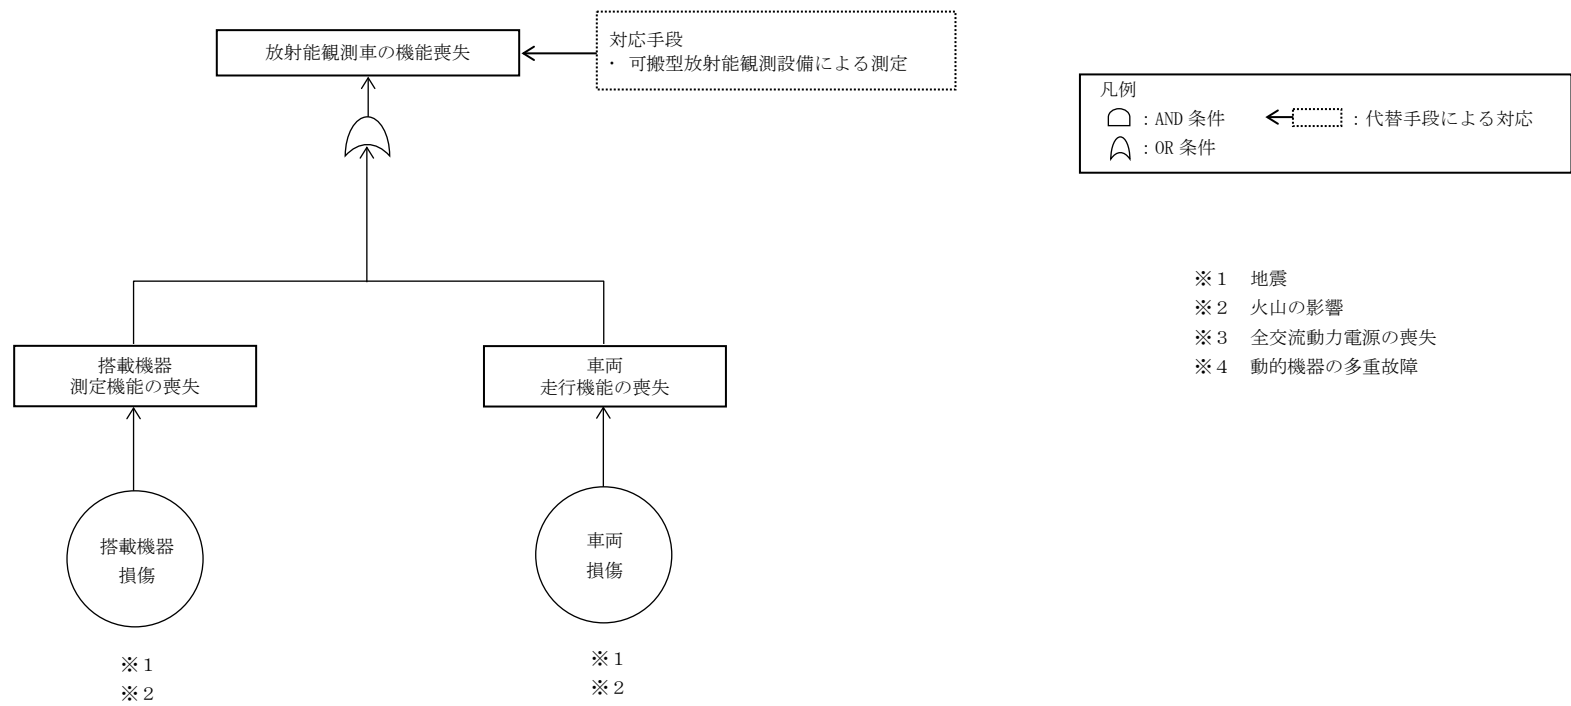 放射能観測車の機能喪失
対応手段
・ 可搬型放射能観測設備による測定
凡例
：AND 条件
：代替手段による対応
：OR 条件
※１ 地震
※２ 火山の影響
※３ 全交流動力電源の喪失
※４ 動的機器の多重故障
搭載機器
測定機能の喪失
車両
走行機能の喪失
搭載機器
損傷
車両
損傷
※１
※２
※１
※２